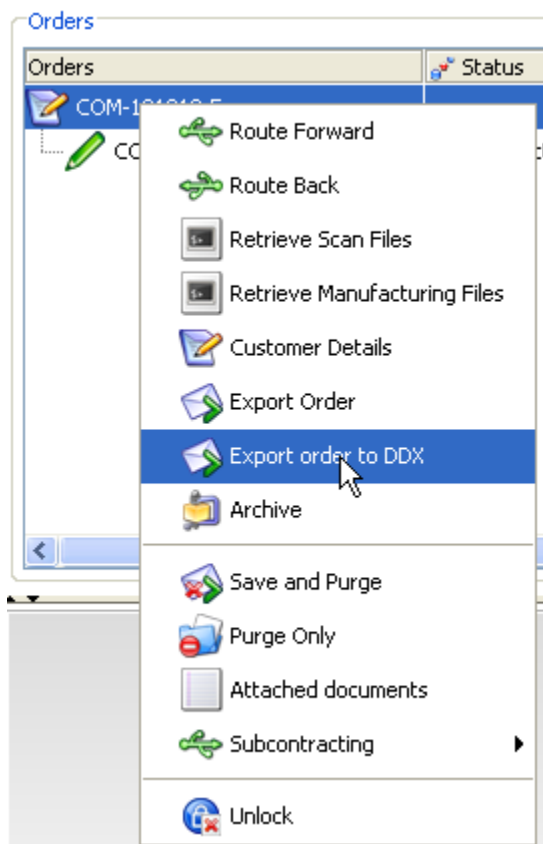 Orders
Orders Status
COM-
Route Forward
Route Back
Retrieve Scan Files
Retrieve Manufacturing Files
Customer Details
Export Order
Export order to DDX
Archive
Save and Purge
Purge Only
Attached documents
Subcontracting
Unlock